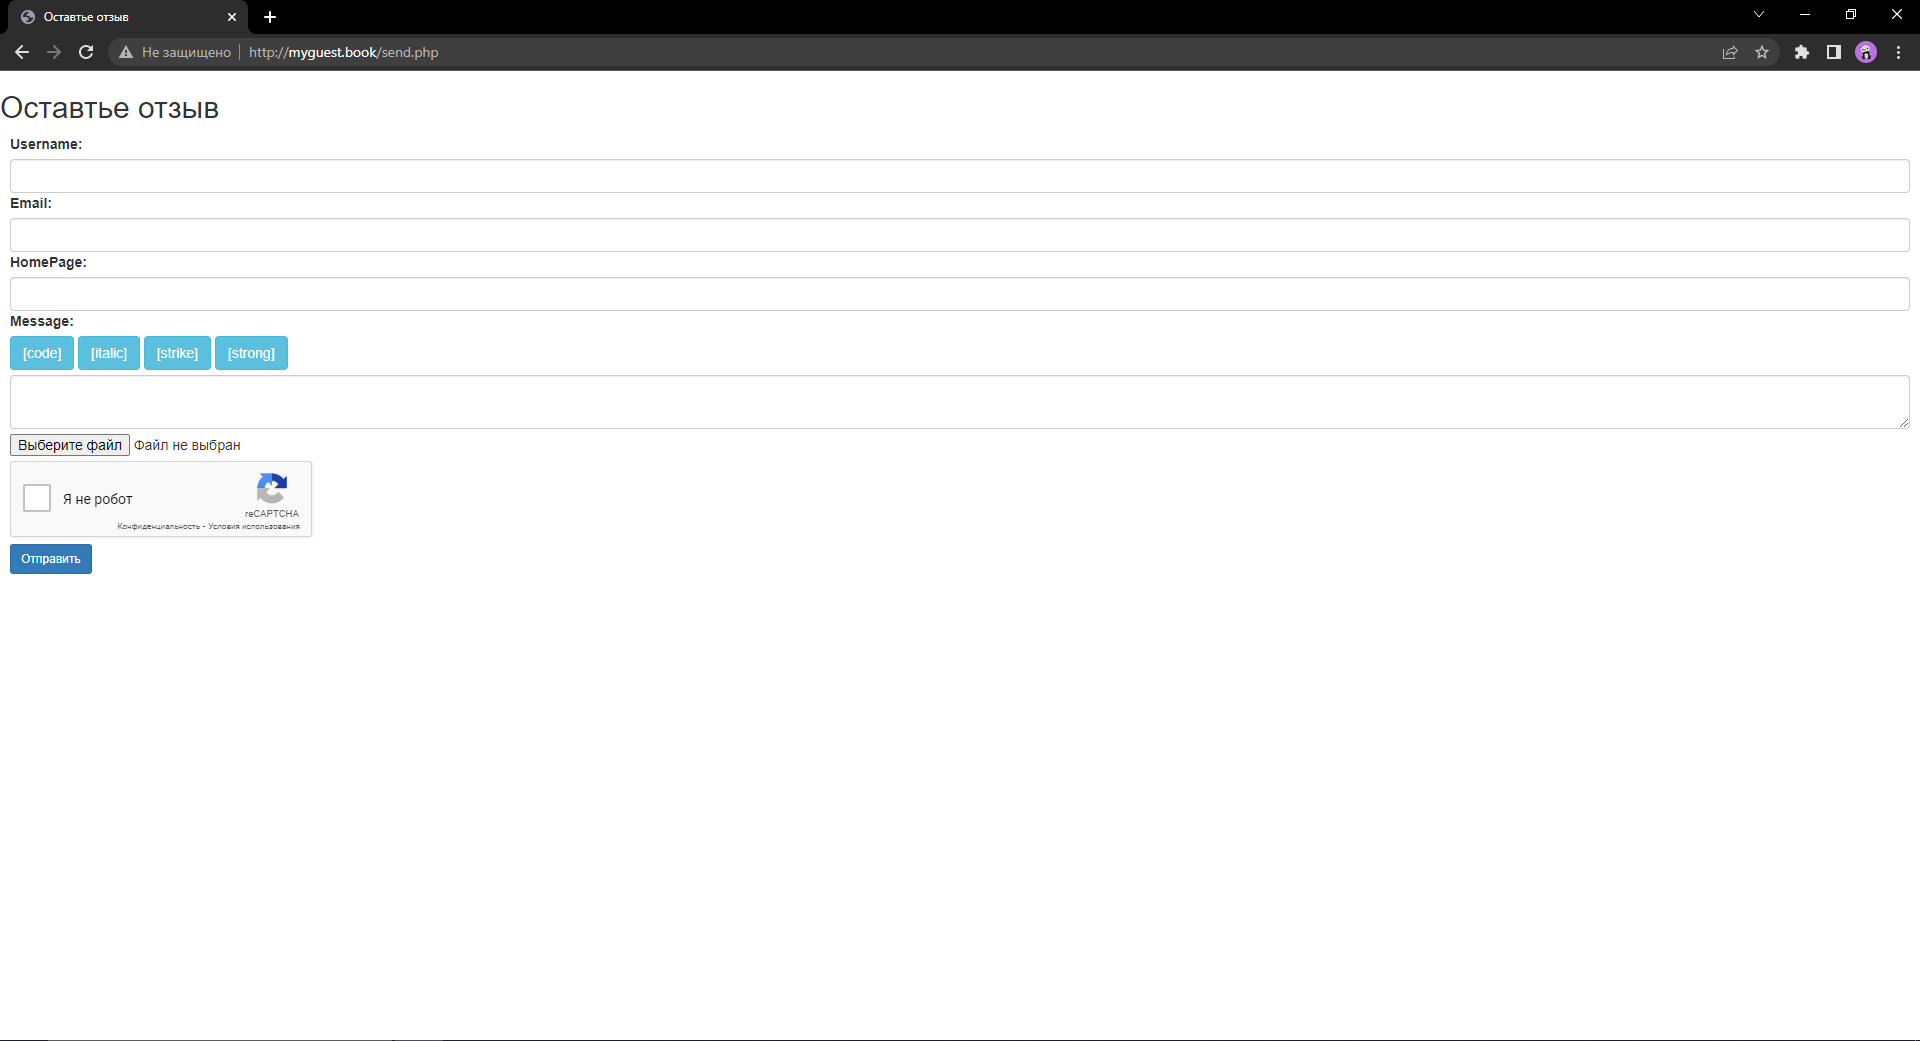 Оставтье отзыв
Не защищено http://myguest.book/send.php
Оставтье отзыв
Username:
Email:
HomePage:
Message:
[code] [italic] [strike] [strong]
Выберите файл Файл не выбран
Я не робот
reCAPTCHA
Конфиденциальность - Условия использования
Отправить